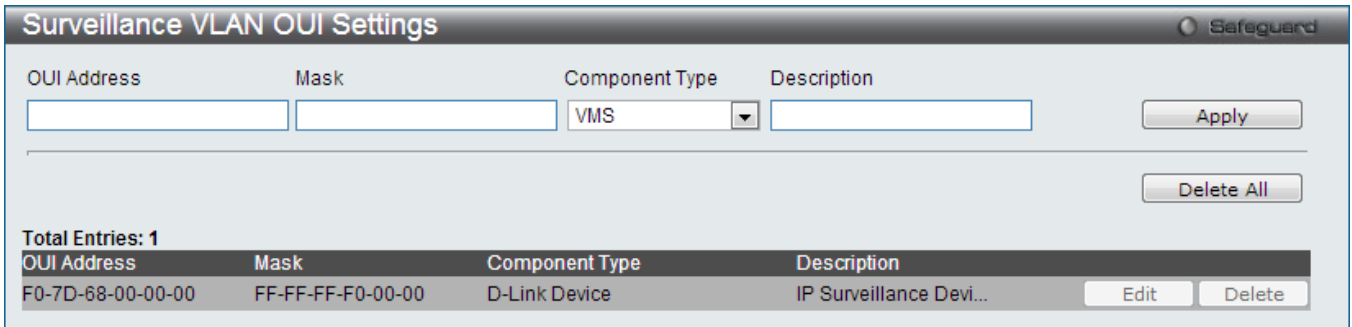 Surveillance VLAN OUI Settings Safeguard
OUI Address Mask Component Type Description
VMS Apply
Delete All
Total Entries: 1
OUI Address Mask Component Type Description
F0-7D-68-00-00-00 FF-FF-FF-F0-00-00 D-Link Device IP Surveillance Devi... Edit Delete